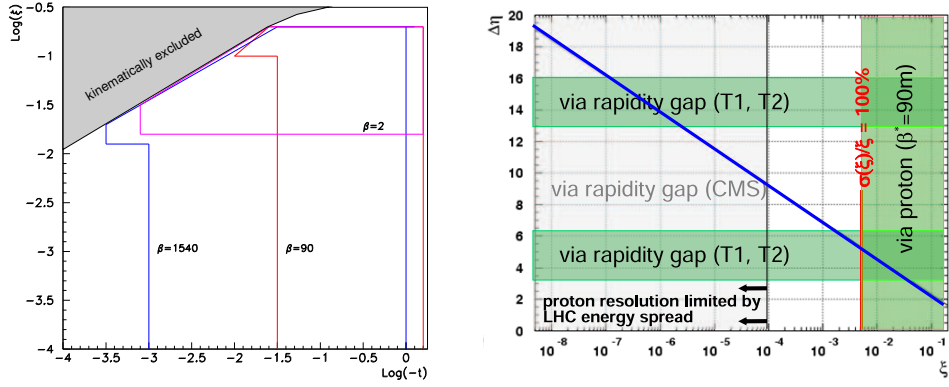 Log(ξ)
-0.5
-1
-1.5
-2
-2.5
-3
-3.5
-4
kinematically excluded
β=2
β=1540
β=90
-4 -3.5 -3 -2.5 -2 -1.5 -1 -0.5 0
Log(-t)
Δη
20
18
16
14
12
10
8
6
4
2
0
via rapidity gap (T1, T2)
via rapidity gap (CMS)
via rapidity gap (T1, T2)
proton resolution limited by
LHC energy spread
σ(ξ)/ξ = 100%
via proton (β*=90m)
10⁻⁸ 10⁻⁷ 10⁻⁶ 10⁻⁵ 10⁻⁴ 10⁻³ 10⁻² 10⁻¹
ξ